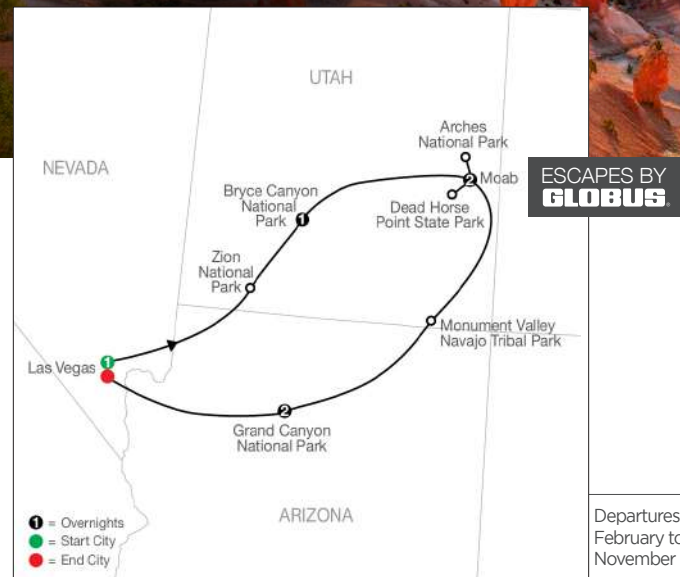 UTAH
Arches
National Park
NEVADA
2 Moab
ESCAPES BY
GLOBUS.
Bryce Canyon
National
Park 1
Dead Horse
Point State Park
Zion
National
Park
Monument Valley
Navajo Tribal Park
Las Vegas 1
2
Grand Canyon
National Park
ARIZONA
1 = Overnights
= Start City
= End City
Departures
February to
November